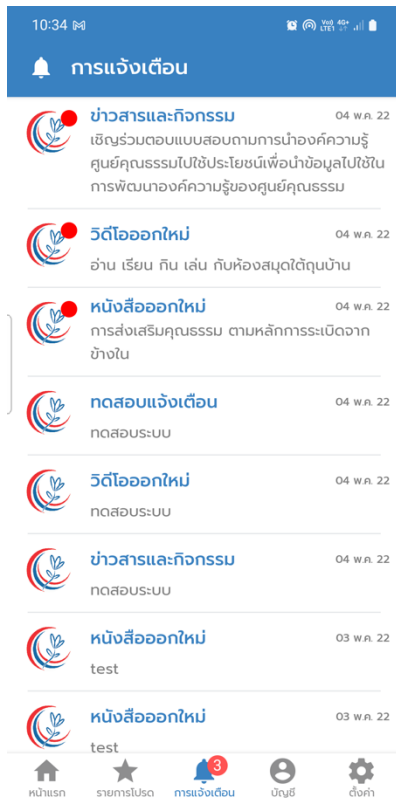 10:34
Vo) 4G+
LTE1
การแจ้งเตือน
ข่าวสารและกิจกรรม 04 พ.ค. 22
เชิญร่วมตอบแบบสอบถามการนำองค์ความรู้
ศูนย์คุณธรรมไปใช้ประโยชน์เพื่อนำข้อมูลไปใช้ใน
การพัฒนาองค์ความรู้ของศูนย์คุณธรรม
วิดีโอออกใหม่ 04 พ.ค. 22
อ่าน เรียน กิน เล่น กับห้องสมุดใต้ถุนบ้าน
หนังสือออกใหม่ 04 พ.ค. 22
การส่งเสริมคุณธรรม ตามหลักการระเบิดจาก
ข้างใน
ทดสอบแจ้งเตือน 04 พ.ค. 22
ทดสอบระบบ
วิดีโอออกใหม่ 04 พ.ค. 22
ทดสอบระบบ
ข่าวสารและกิจกรรม 04 พ.ค. 22
ทดสอบระบบ
หนังสือออกใหม่ 03 พ.ค. 22
test
หนังสือออกใหม่ 03 พ.ค. 22
test
3
หน้าแรก รายการโปรด การแจ้งเตือน บัญชี ตั้งค่า